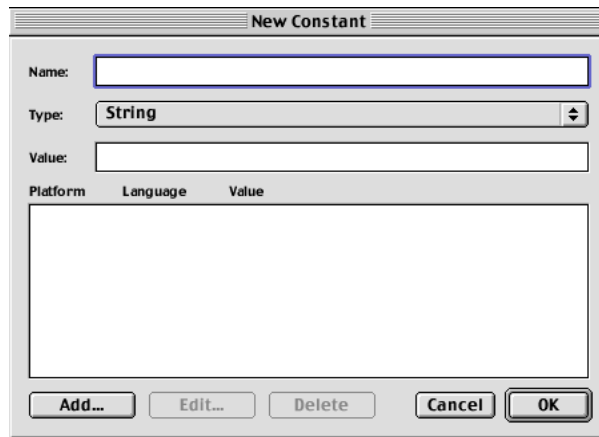 New Constant
Name:
Type: String
Value:
Platform Language Value
Add... Edit... Delete Cancel OK